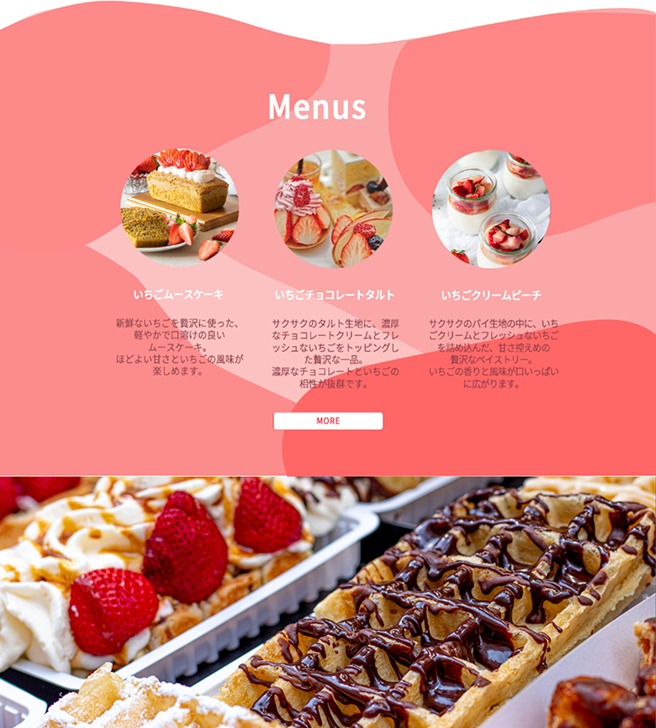 Menus
いちごムースケーキ
新鮮ないちごを贅沢に使った、
軽やかで口溶けの良い
ムースケーキ。
ほどよい甘さといちごの風味が
楽しめます。
いちごチョコレートタルト
サクサクのタルト生地に、濃厚
なチョコレートクリームとフレ
ッシュないちごをトッピングし
た贅沢な一品。
濃厚なチョコレートといちごの
相性が抜群です。
いちごクリームピーチ
サクサクのパイ生地の中に、いち
ごクリームとフレッシュないちご
を詰め込んだ、甘さ控えめの
贅沢なペイストリー。
いちごの香りと風味が口いっぱい
に広がります。
MORE